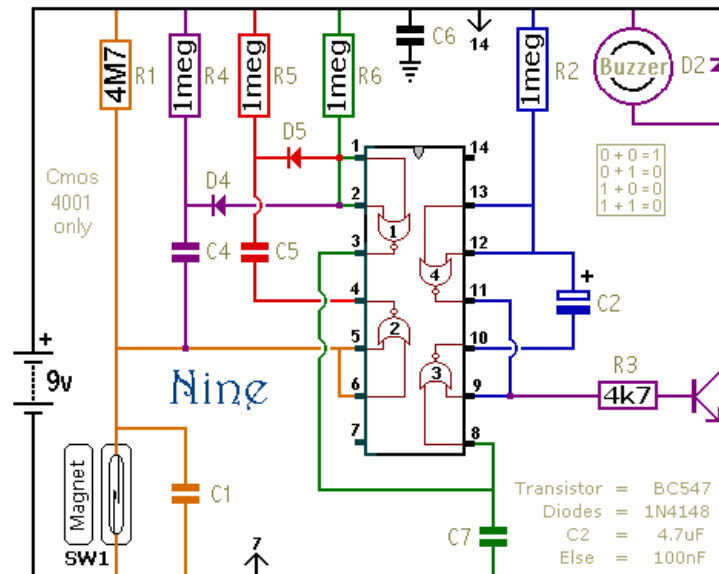 4M7
R1
1meg
R4
1meg
R5
1meg
R6
C6
14
1meg
R2
Buzzer
D2
D5
D4
Cmos
4001
only
0 + 0 = 1
0 + 1 = 0
1 + 0 = 0
1 + 1 = 0
1
2
3
4
5
6
7
14
13
12
11
10
9
8
1
2
3
4
C4
C5
+
C2
+
9v
Nine
R3
4k7
Magnet
SW1
C1
7
C7
Transistor = BC547
Diodes = 1N4148
C2 = 4.7uF
Else = 100nF